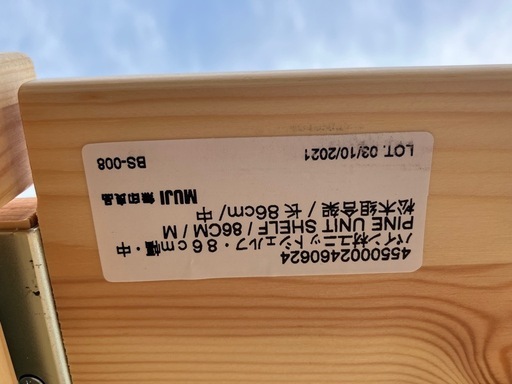 4550002460624
パイン材ユニットシェルフ・86cm幅・中
PINE UNIT SHELF / 86CM / M
松木组合架 / 长 86cm/中
MUJI 無印良品
LOT. 03/10/2021 BS-008